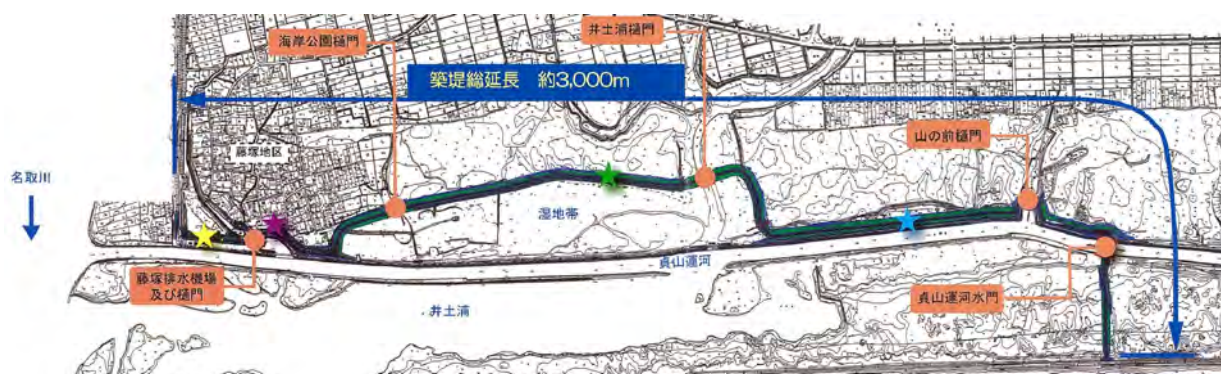 海岸公園樋門
井土浦樋門
築堤総延長 約3,000m
藤塚地区
山の前樋門
名取川
湿地帯
貞山運河
藤塚排水機場
及び樋門
井土浦
貞山運河水門